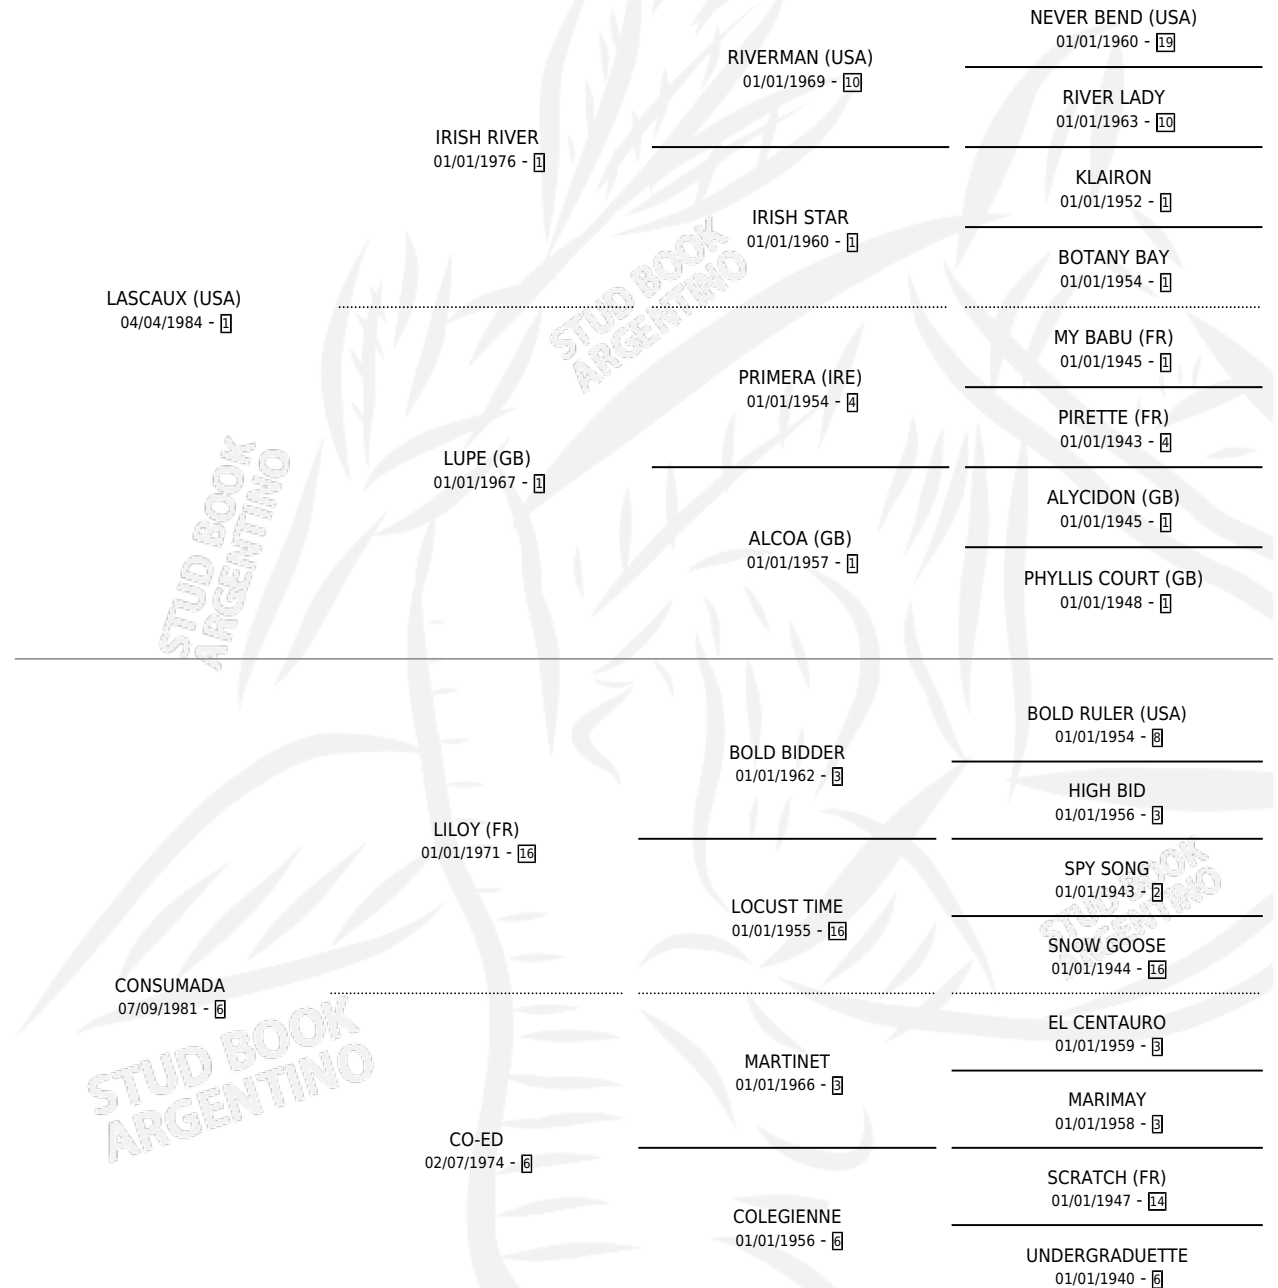 NEVER BEND (USA)
01/01/1960 - 19
RIVERMAN (USA)
01/01/1969 - 10
RIVER LADY
01/01/1963 - 10
IRISH RIVER
01/01/1976 - 1
KLAIRON
01/01/1952 - 1
IRISH STAR
01/01/1960 - 1
BOTANY BAY
01/01/1954 - 1
LASCAUX (USA)
04/04/1984 - 1
STUD BOOK
ARGENTINO
MY BABU (FR)
01/01/1945 - 1
PRIMERA (IRE)
01/01/1954 - 4
PIRETTE (FR)
01/01/1943 - 4
LUPE (GB)
01/01/1967 - 1
ALYCIDON (GB)
01/01/1945 - 1
ALCOA (GB)
01/01/1957 - 1
PHYLLIS COURT (GB)
01/01/1948 - 1
STUD BOOK
ARGENTINO
BOLD RULER (USA)
01/01/1954 - 8
BOLD BIDDER
01/01/1962 - 3
HIGH BID
01/01/1956 - 3
LILOY (FR)
01/01/1971 - 16
SPY SONG
01/01/1943 - 2
LOCUST TIME
01/01/1955 - 16
STUD BOOK
ARGENTINO
SNOW GOOSE
01/01/1944 - 16
CONSUMADA
07/09/1981 - 6
STUD BOOK
ARGENTINO
EL CENTAURO
01/01/1959 - 3
MARTINET
01/01/1966 - 3
MARIMAY
01/01/1958 - 3
CO-ED
02/07/1974 - 6
SCRATCH (FR)
01/01/1947 - 14
COLEGIENNE
01/01/1956 - 6
UNDERGRADUETTE
01/01/1940 - 6